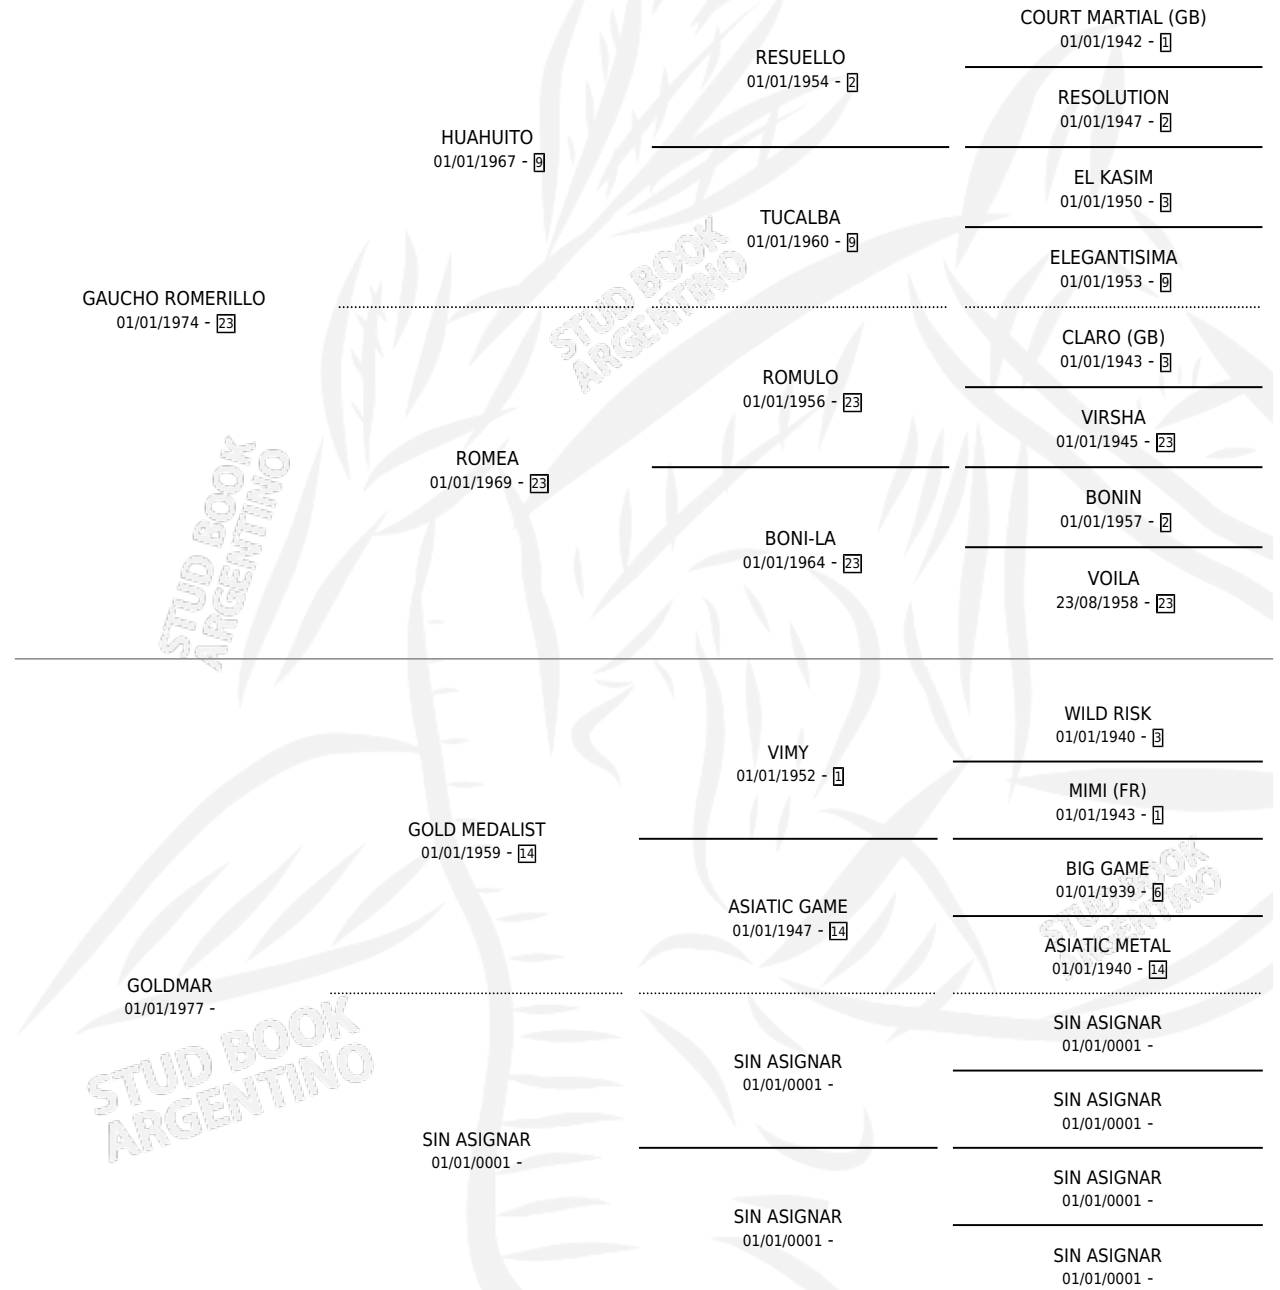 COURT MARTIAL (GB)
01/01/1942 - 1
RESUELLO
01/01/1954 - 2
RESOLUTION
01/01/1947 - 2
HUAHUITO
01/01/1967 - 9
EL KASIM
01/01/1950 - 3
TUCALBA
01/01/1960 - 9
ELEGANTISIMA
01/01/1953 - 9
GAUCHO ROMERILLO
01/01/1974 - 23
CLARO (GB)
01/01/1943 - 3
ROMULO
01/01/1956 - 23
VIRSHA
01/01/1945 - 23
ROMEA
01/01/1969 - 23
BONIN
01/01/1957 - 2
BONI-LA
01/01/1964 - 23
VOILA
23/08/1958 - 23
WILD RISK
01/01/1940 - 3
VIMY
01/01/1952 - 1
MIMI (FR)
01/01/1943 - 1
GOLD MEDALIST
01/01/1959 - 14
BIG GAME
01/01/1939 - 6
ASIATIC GAME
01/01/1947 - 14
ASIATIC METAL
01/01/1940 - 14
GOLDMAR
01/01/1977 -
SIN ASIGNAR
01/01/0001 -
SIN ASIGNAR
01/01/0001 -
SIN ASIGNAR
01/01/0001 -
SIN ASIGNAR
01/01/0001 -
SIN ASIGNAR
01/01/0001 -
SIN ASIGNAR
01/01/0001 -
SIN ASIGNAR
01/01/0001 -
STUD BOOK
ARGENTINO
STUD BOOK
ARGENTINO
STUD BOOK
ARGENTINO
STUD BOOK
ARGENTINO